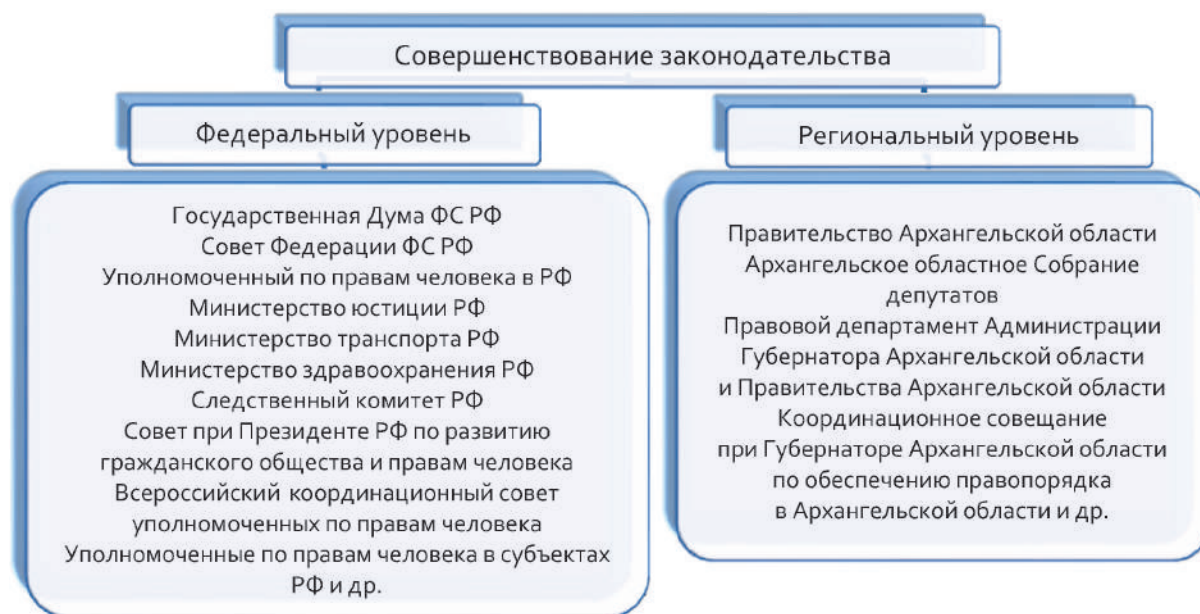 Совершенствование законодательства
Федеральный уровень
Государственная Дума ФС РФ
Совет Федерации ФС РФ
Уполномоченный по правам человека в РФ
Министерство юстиции РФ
Министерство транспорта РФ
Министерство здравоохранения РФ
Следственный комитет РФ
Совет при Президенте РФ по развитию
гражданского общества и правам человека
Всероссийский координационный совет
уполномоченных по правам человека
Уполномоченные по правам человека в субъектах
РФ и др.
Региональный уровень
Правительство Архангельской области
Архангельское областное Собрание
депутатов
Правовой департамент Администрации
Губернатора Архангельской области
и Правительства Архангельской области
Координационное совещание
при Губернаторе Архангельской области
по обеспечению правопорядка
в Архангельской области и др.